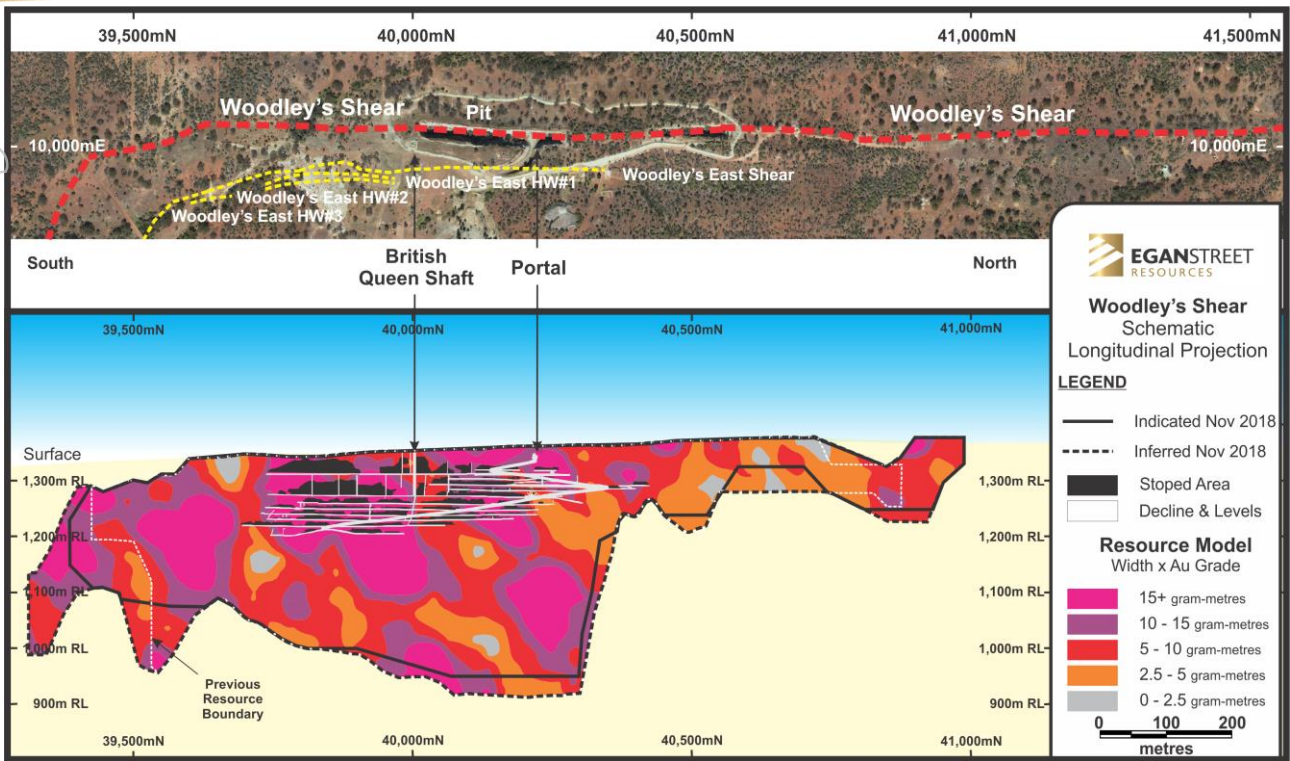 39,500mN 40,000mN 40,500mN 41,000mN 41,500mN
Woodley's Shear
Pit
Woodley's Shear
10,000mE
10,000mE
Woodley's East HW#1
Woodley's East Shear
Woodley's East HW#2
Woodley's East HW#3
South
British
Queen Shaft
Portal
North
39,500mN 40,000mN 40,500mN 41,000mN
Surface
1,300m RL
1,200m RL
1,100m RL
1,000m RL
900m RL
1,300m RL
1,200m RL
1,100m RL
1,000m RL
900m RL
Previous
Resource
Boundary
39,500mN 40,000mN 40,500mN 41,000mN
EGANSTREET
RESOURCES
Woodley's Shear
Schematic
Longitudinal Projection
LEGEND
Indicated Nov 2018
Inferred Nov 2018
Stoped Area
Decline & Levels
Resource Model
Width x Au Grade
15+ gram-metres
10 - 15 gram-metres
5 - 10 gram-metres
2.5 - 5 gram-metres
0 - 2.5 gram-metres
0 100 200
metres